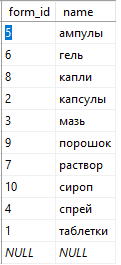 form_id name
5 ампулы
6 гель
8 капли
2 капсулы
3 мазь
9 порошок
7 раствор
10 сироп
4 спрей
1 таблетки
NULL NULL